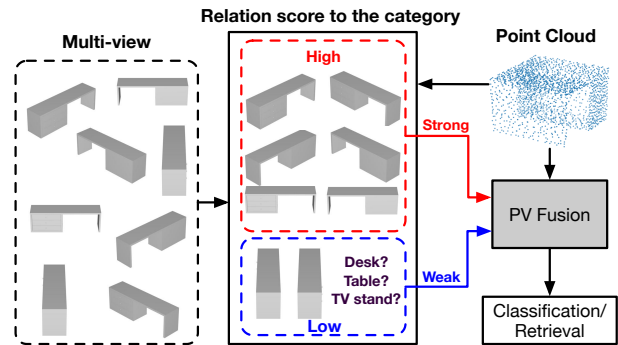 Relation score to the category
Multi-view
Point Cloud
High
Strong
PV Fusion
Desk?
Table?
TV stand?
Weak
Low
Classification/
Retrieval